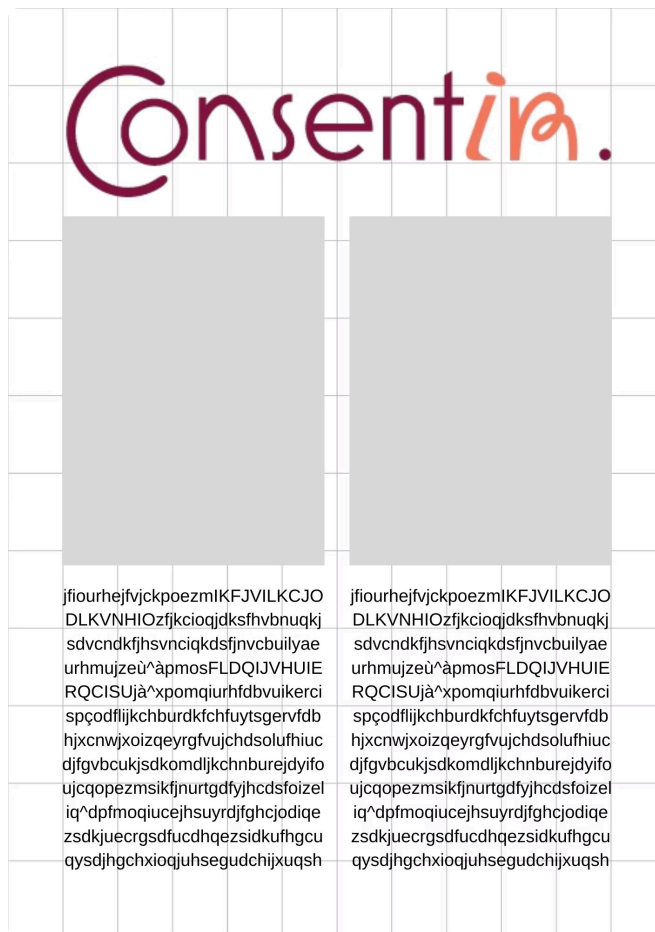 Consentin.
jfiourhejfvjckpoezmIKFJVILKCJO
DLKVNHIOzfjkcioqjdksfhvbnuqkj
sdvcndkfjhsvnciqkdsfjnvcbuilyae
urhmujzeù^àpmosFLDQIJVHUIE
RQCISUjà^xpomqiurhfdbvuikerci
spçodflijkchburdkfchfuytsgervfdb
hjxcnwjxoizqeyrgfvujchdsolufhiuc
djfgvbcukjsdkomdljkchnburejdyifo
ujcqopezmsikfjnurtgdfyjhcdsfoizel
iq^dpfmoqiucejhsuyrdjfghcjodiqe
zsdkjuecrgsdfucdhqezsidkufhgcu
qysdjhgchxioqjuhsegudchijxuqsh
jfiourhejfvjckpoezmIKFJVILKCJO
DLKVNHIOzfjkcioqjdksfhvbnuqkj
sdvcndkfjhsvnciqkdsfjnvcbuilyae
urhmujzeù^àpmosFLDQIJVHUIE
RQCISUjà^xpomqiurhfdbvuikerci
spçodflijkchburdkfchfuytsgervfdb
hjxcnwjxoizqeyrgfvujchdsolufhiuc
djfgvbcukjsdkomdljkchnburejdyifo
ujcqopezmsikfjnurtgdfyjhcdsfoizel
iq^dpfmoqiucejhsuyrdjfghcjodiqe
zsdkjuecrgsdfucdhqezsidkufhgcu
qysdjhgchxioqjuhsegudchijxuqsh